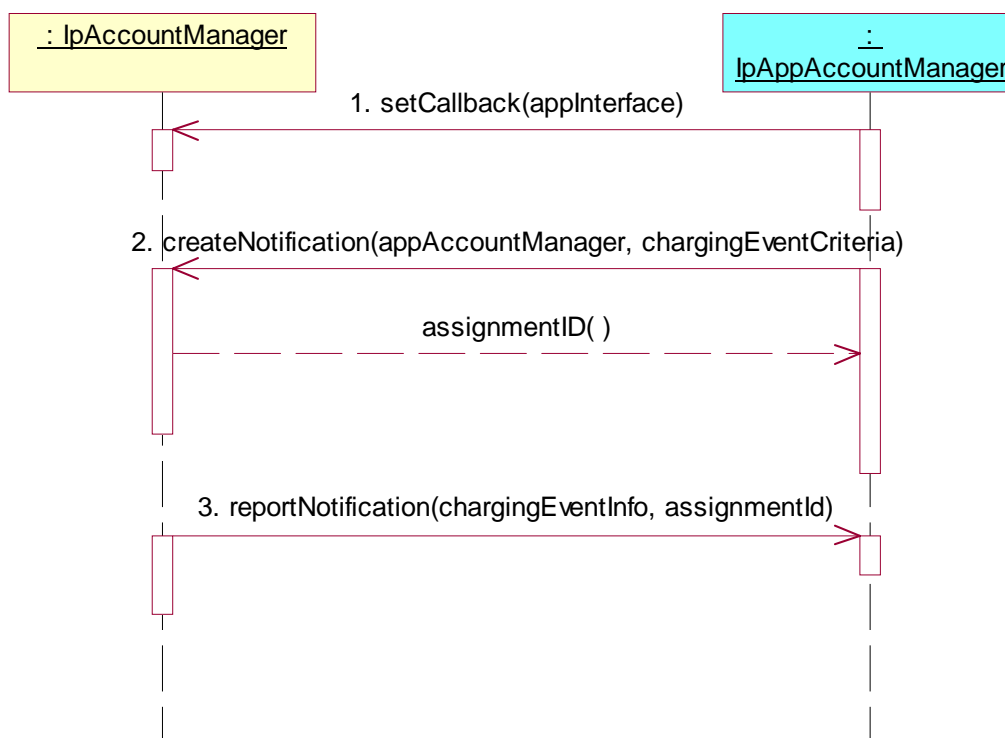 : IpAccountManager
:
IpAppAccountManager
1. setCallback(appInterface)
2. createNotification(appAccountManager, chargingEventCriteria)
assignmentID( )
3. reportNotification(chargingEventInfo, assignmentId)